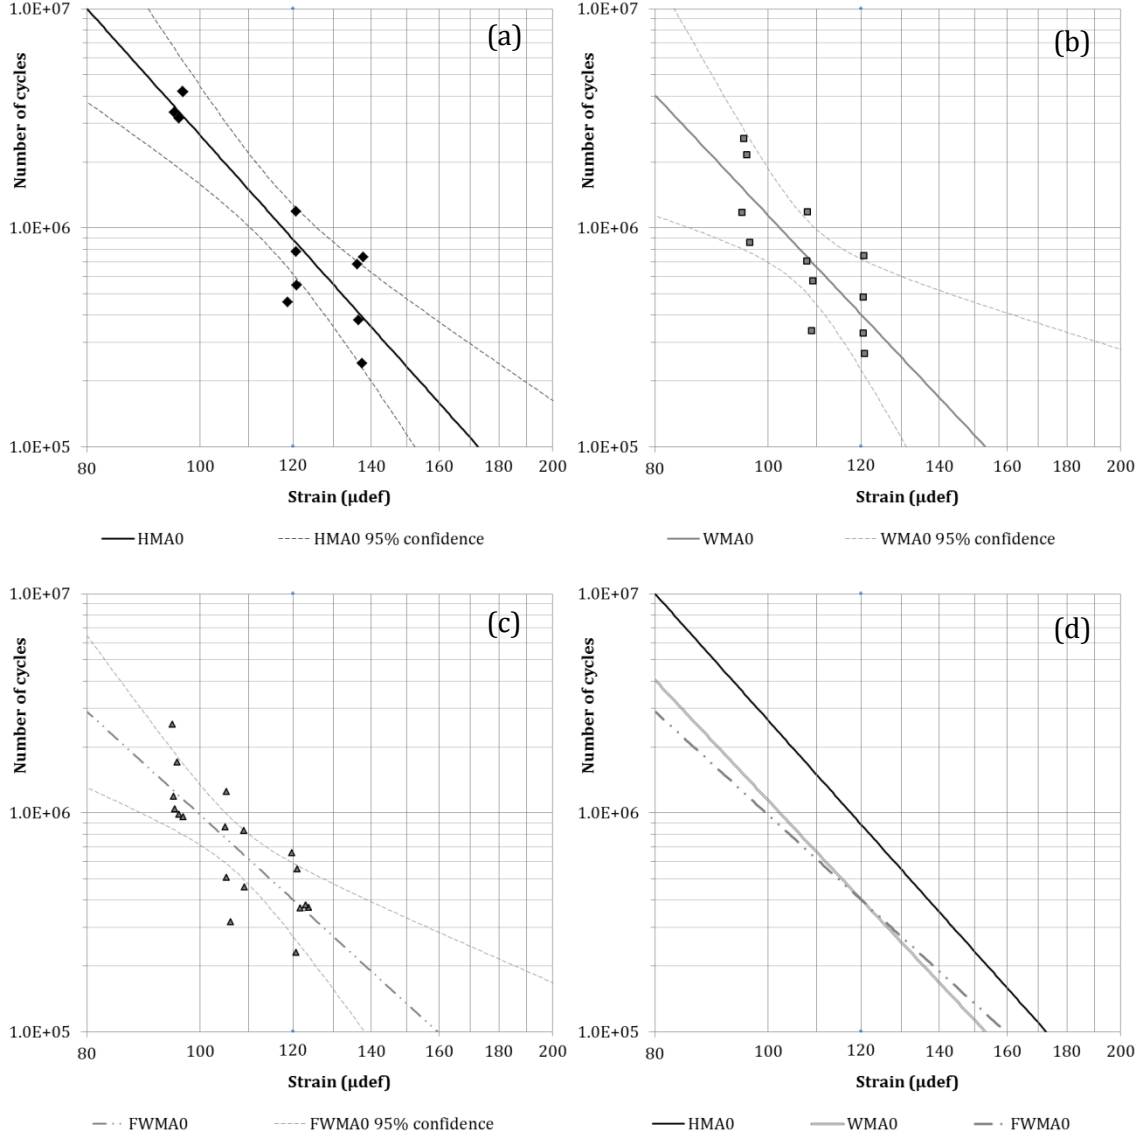 (a)
Number of cycles
1.0E+07
1.0E+06
1.0E+05
80 100 120 140 160 180 200
Strain (µdef)
HMA0 HMA0 95% confidence
(b)
Number of cycles
1.0E+07
1.0E+06
1.0E+05
80 100 120 140 160 180 200
Strain (µdef)
WMA0 WMA0 95% confidence
(c)
Number of cycles
1.0E+07
1.0E+06
1.0E+05
80 100 120 140 160 180 200
Strain (µdef)
FWMA0 FWMA0 95% confidence
(d)
Number of cycles
1.0E+07
1.0E+06
1.0E+05
80 100 120 140 160 180 200
Strain (µdef)
HMA0 WMA0 FWMA0